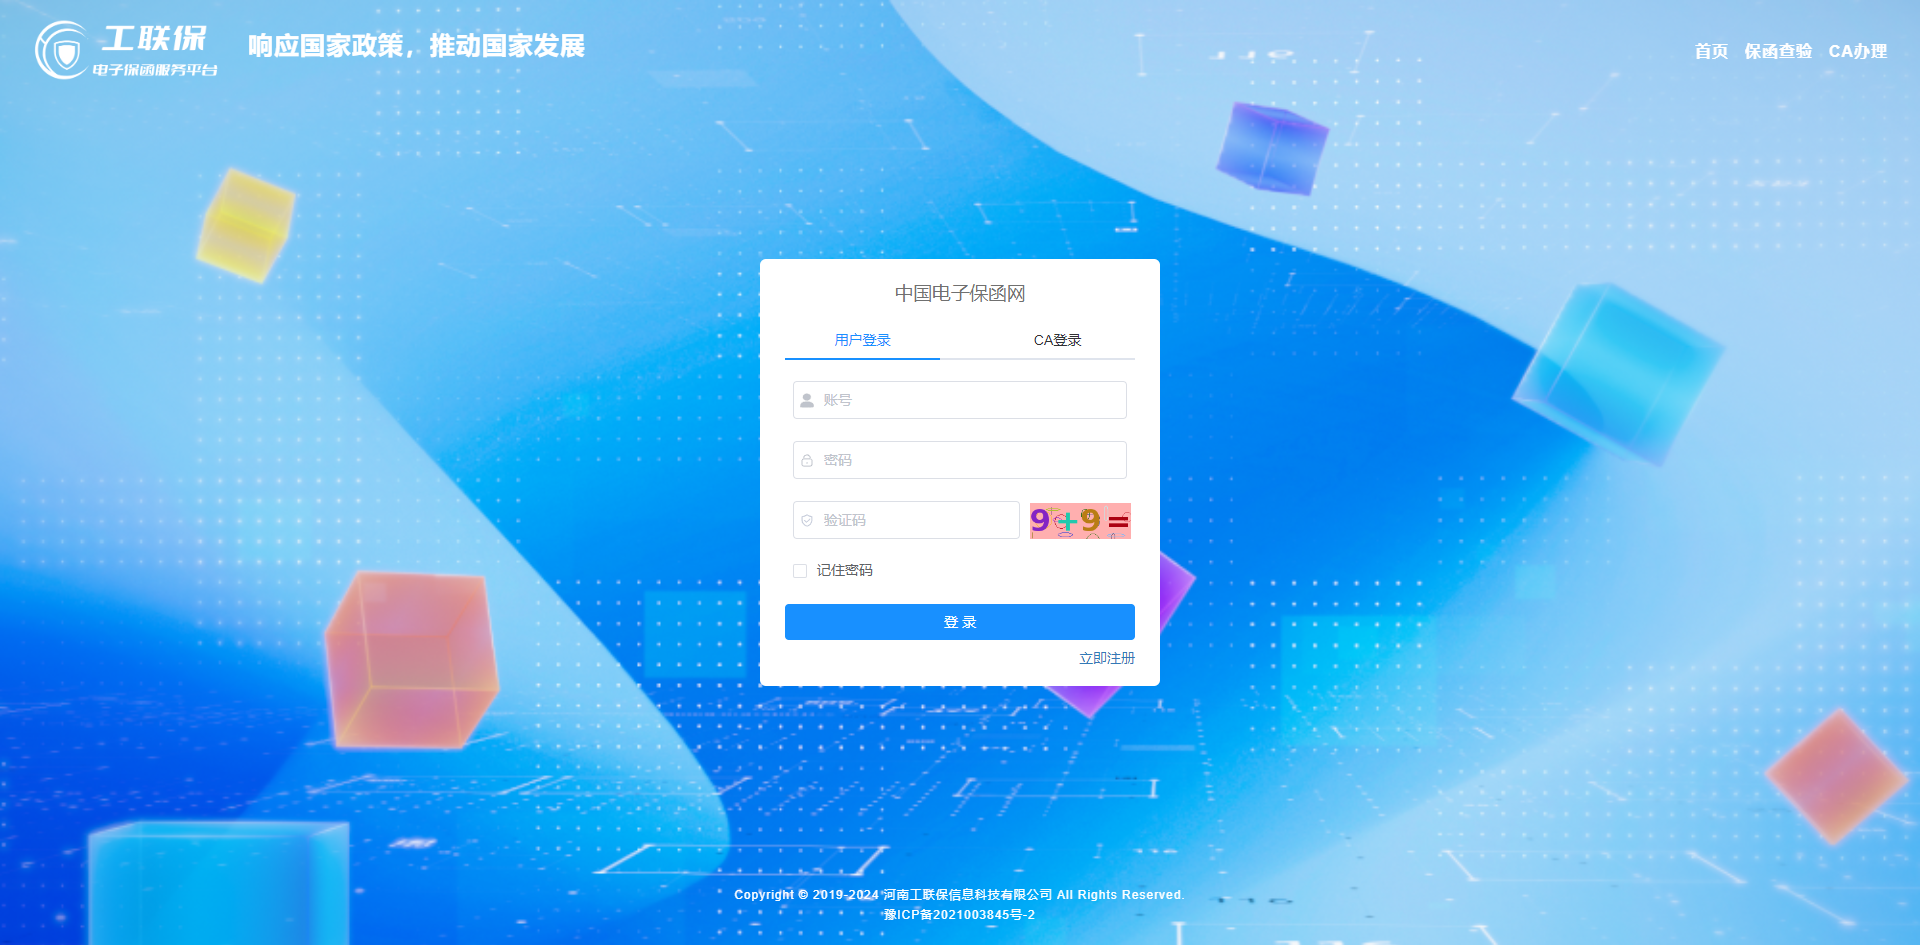 工联保
电子保函服务平台
响应国家政策，推动国家发展
首页 保函查验 CA办理
中国电子保函网
用户登录 CA登录
账号
密码
验证码
9+9=
记住密码
登 录
立即注册
Copyright © 2019-2024 河南工联保信息科技有限公司 All Rights Reserved.
豫ICP备2021003845号-2